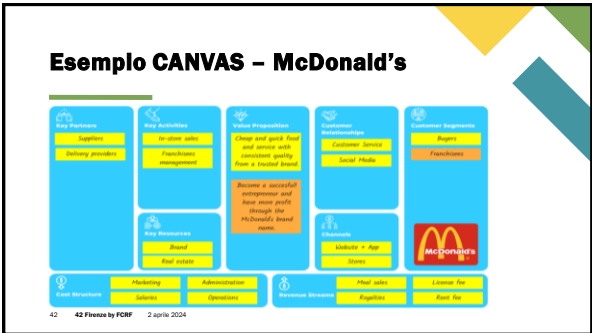 Esempio CANVAS – McDonald's
Key Partners
Suppliers
Delivery providers
Key Activities
In-store sales
Franchisees
management
Key Resources
Brand
Real estate
Value Proposition
Cheap and quick food
and service with
consistent quality
from a trusted brand.
Become a succesfull
entrepreneur and
have more profit
through the
McDonald's brand
name.
Customer
Relationships
Customer Service
Social Media
Channels
Website + App
Stores
Customer Segments
Buyers
Franchisees
McDonald's
Cost Structure
Marketing
Administration
Salaries
Operations
Revenue Streams
Meal sales
License fee
Royalties
Rent fee
42 42 Firenze by FCRF 2 aprile 2024